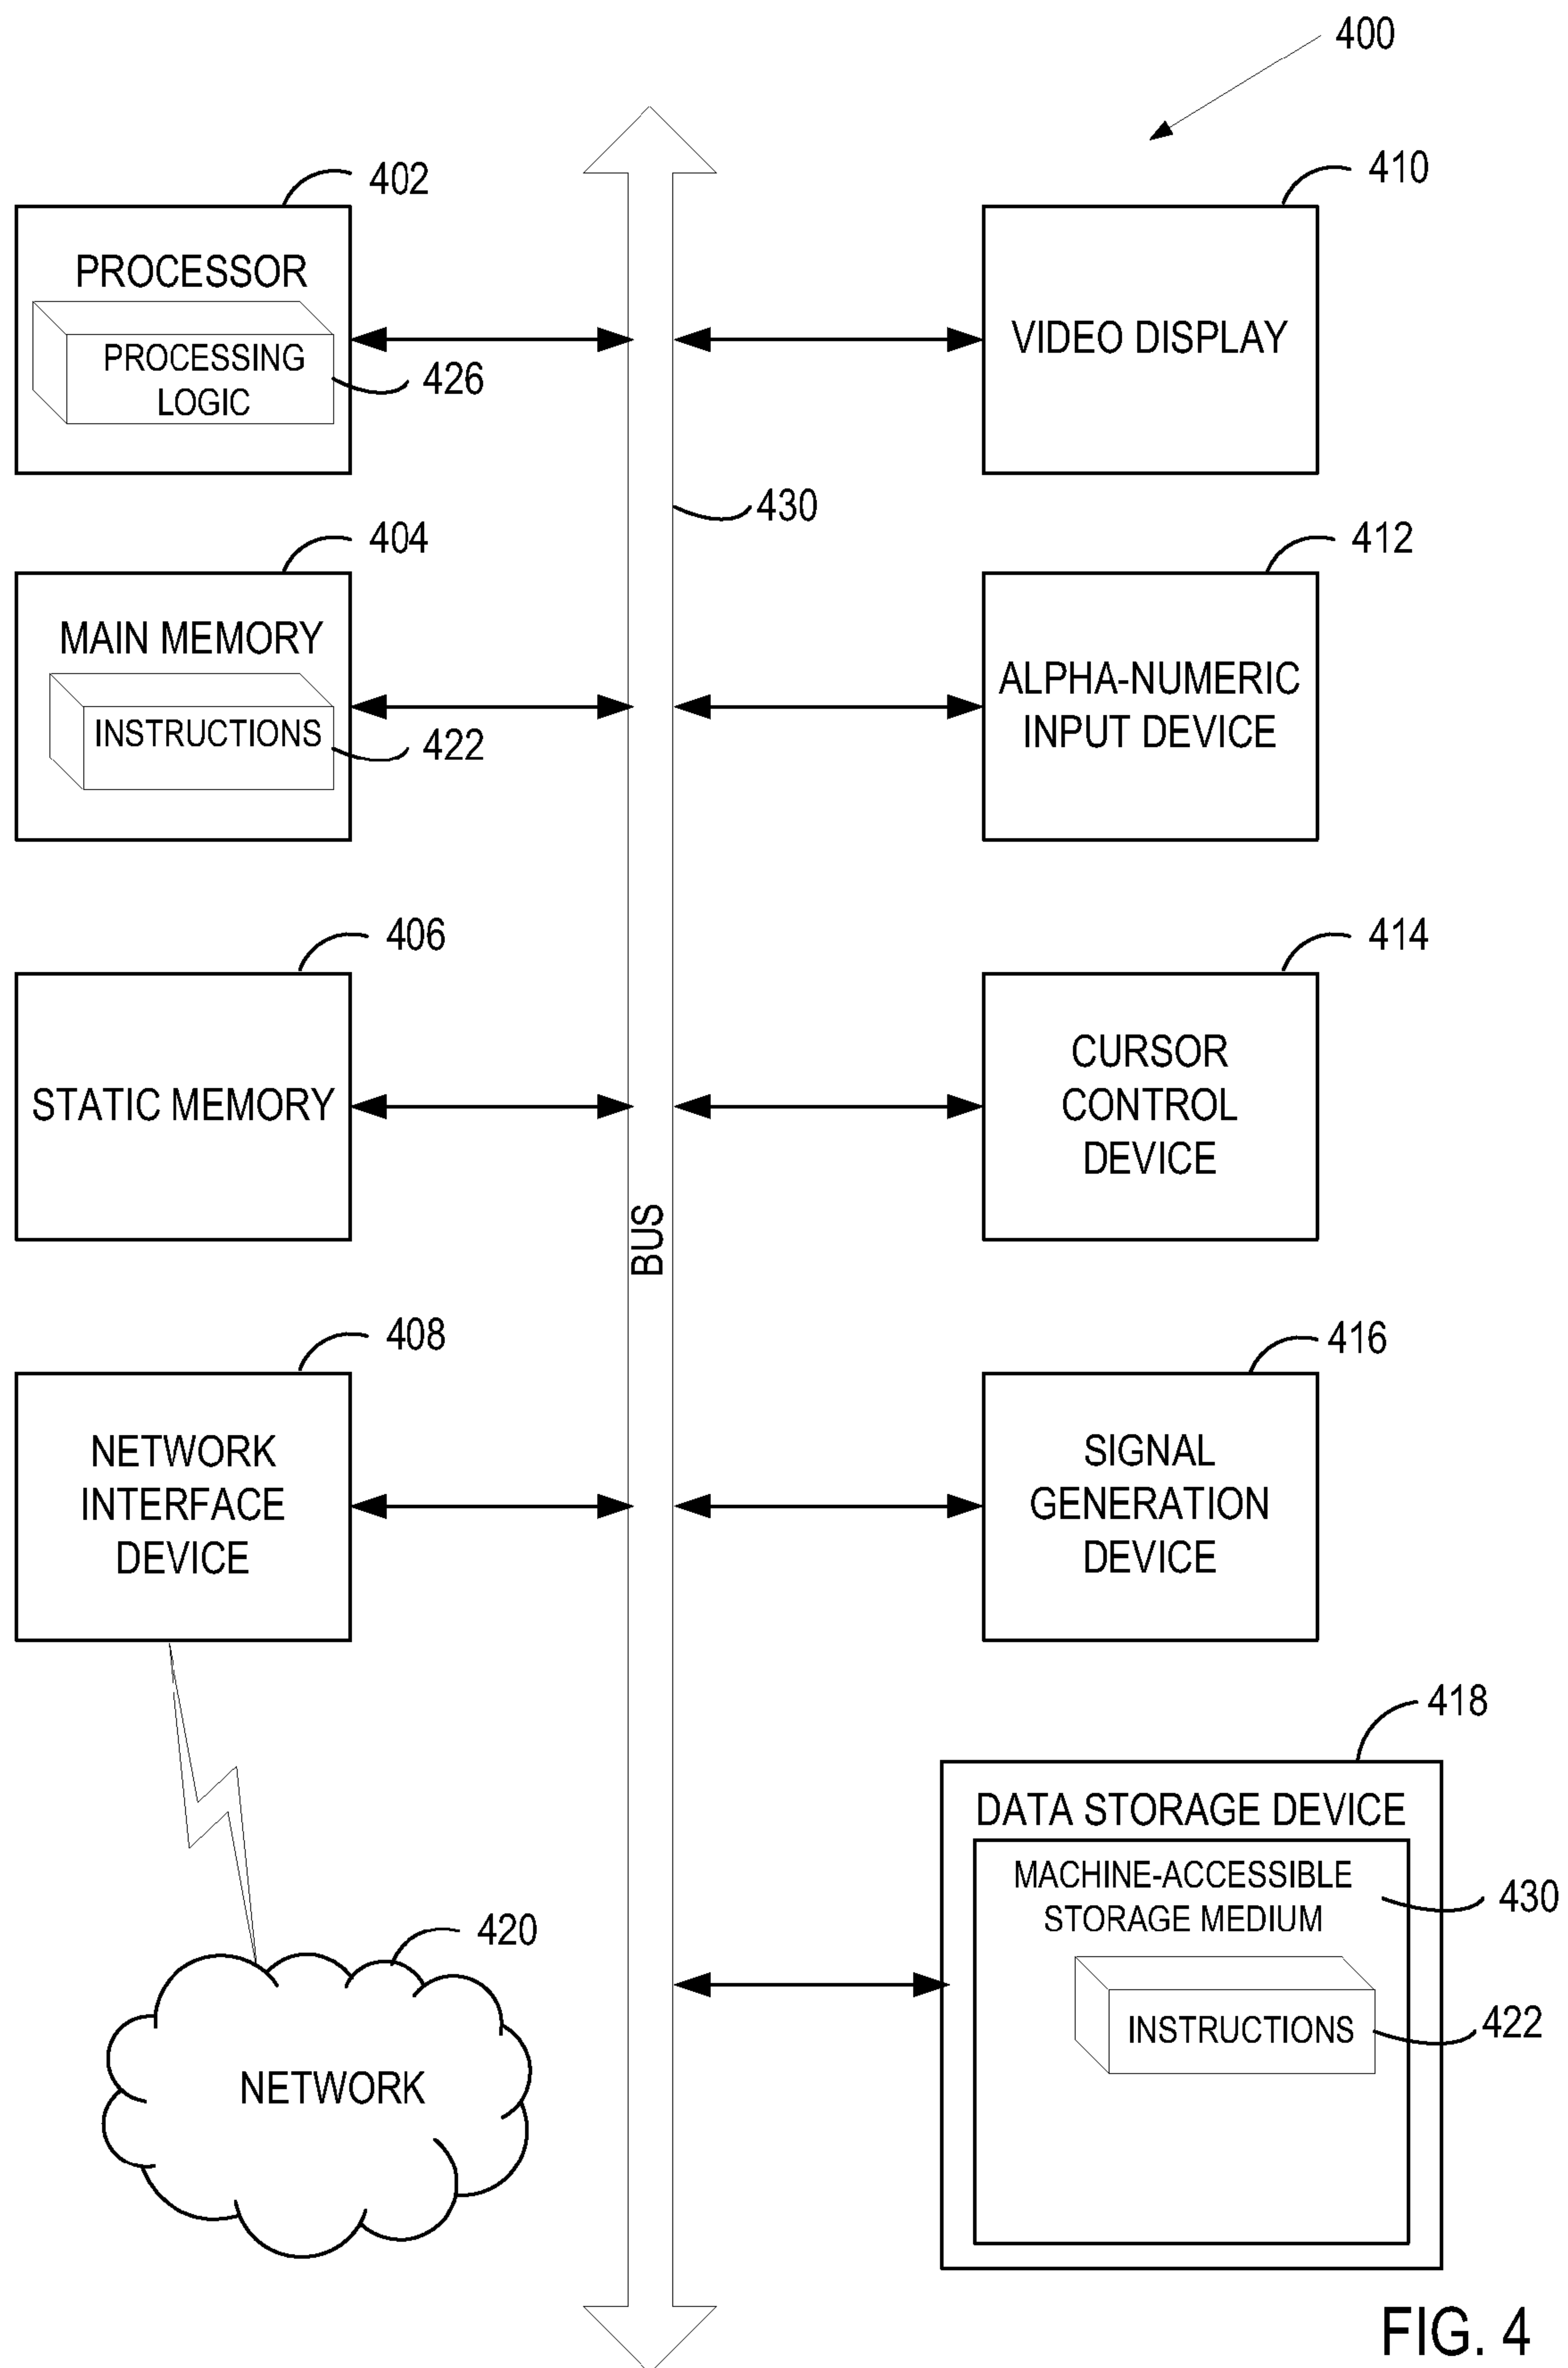 400
402
410
PROCESSOR
PROCESSING
LOGIC
426
VIDEO DISPLAY
430
404
412
MAIN MEMORY
INSTRUCTIONS
422
ALPHA-NUMERIC
INPUT DEVICE
406
414
STATIC MEMORY
CURSOR
CONTROL
DEVICE
BUS
408
416
NETWORK
INTERFACE
DEVICE
SIGNAL
GENERATION
DEVICE
418
DATA STORAGE DEVICE
MACHINE-ACCESSIBLE
STORAGE MEDIUM
430
INSTRUCTIONS
422
420
NETWORK
FIG. 4